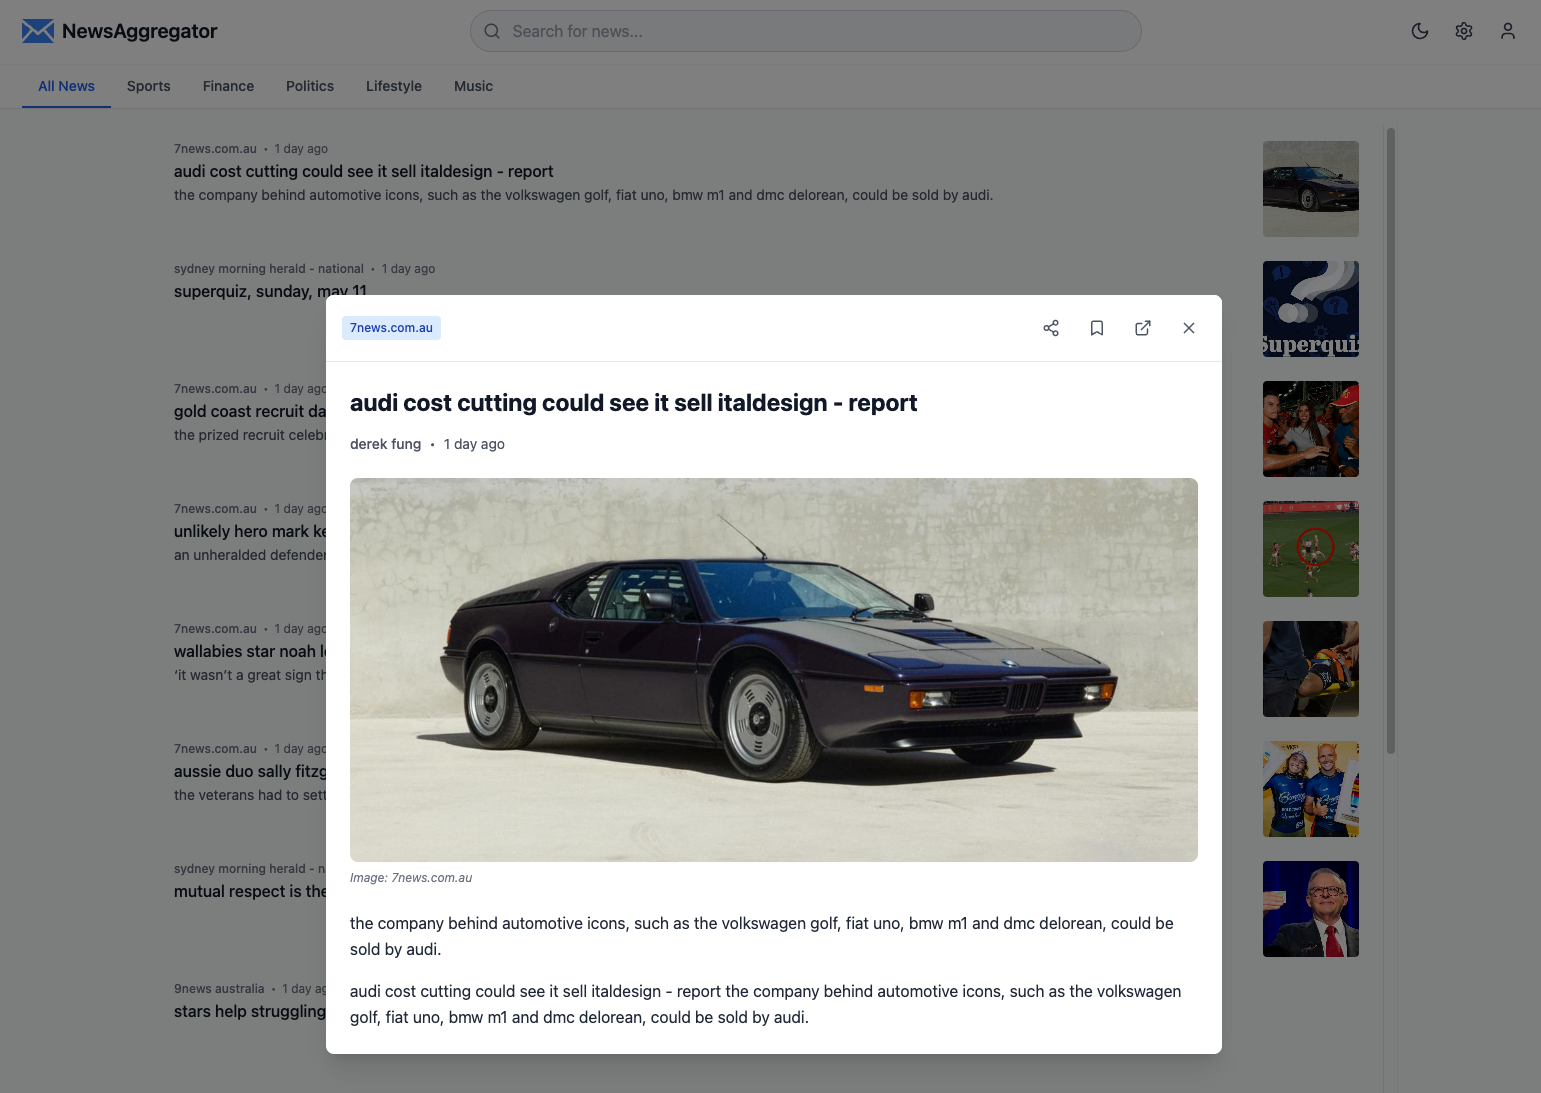 NewsAggregator
Search for news...
All News Sports Finance Politics Lifestyle Music
7news.com.au • 1 day ago
audi cost cutting could see it sell italdesign - report
the company behind automotive icons, such as the volkswagen golf, fiat uno, bmw m1 and dmc delorean, could be sold by audi.
sydney morning herald - national • 1 day ago
superquiz, sunday, may 11
Superquiz
7news.com.au • 1 day ago
gold coast recruit da
the prized recruit celebr
7news.com.au • 1 day ago
unlikely hero mark ke
an unheralded defender
7news.com.au • 1 day ago
wallabies star noah l
‘it wasn’t a great sign th
7news.com.au • 1 day ago
aussie duo sally fitzg
the veterans had to sett
sydney morning herald - n
mutual respect is the
9news australia • 1 day ag
stars help struggling
7news.com.au
audi cost cutting could see it sell italdesign - report
derek fung • 1 day ago
Image: 7news.com.au
the company behind automotive icons, such as the volkswagen golf, fiat uno, bmw m1 and dmc delorean, could be
sold by audi.
audi cost cutting could see it sell italdesign - report the company behind automotive icons, such as the volkswagen
golf, fiat uno, bmw m1 and dmc delorean, could be sold by audi.